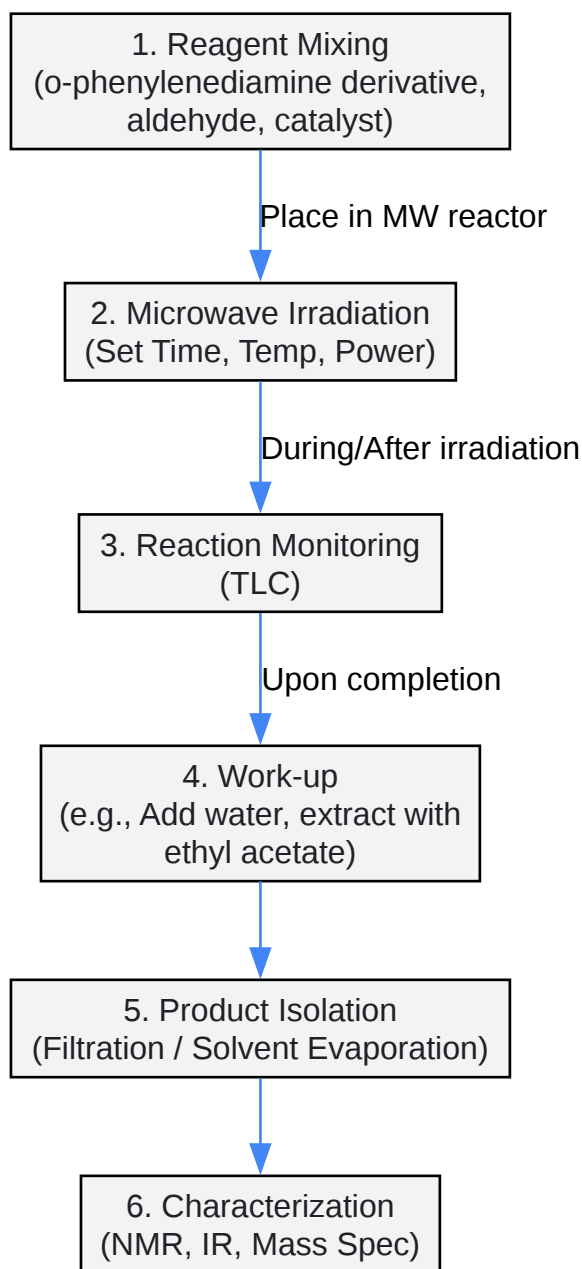 1. Reagent Mixing
(o-phenylenediamine derivative,
aldehyde, catalyst)
Place in MW reactor
2. Microwave Irradiation
(Set Time, Temp, Power)
During/After irradiation
3. Reaction Monitoring
(TLC)
Upon completion
4. Work-up
(e.g., Add water, extract with
ethyl acetate)
5. Product Isolation
(Filtration / Solvent Evaporation)
6. Characterization
(NMR, IR, Mass Spec)